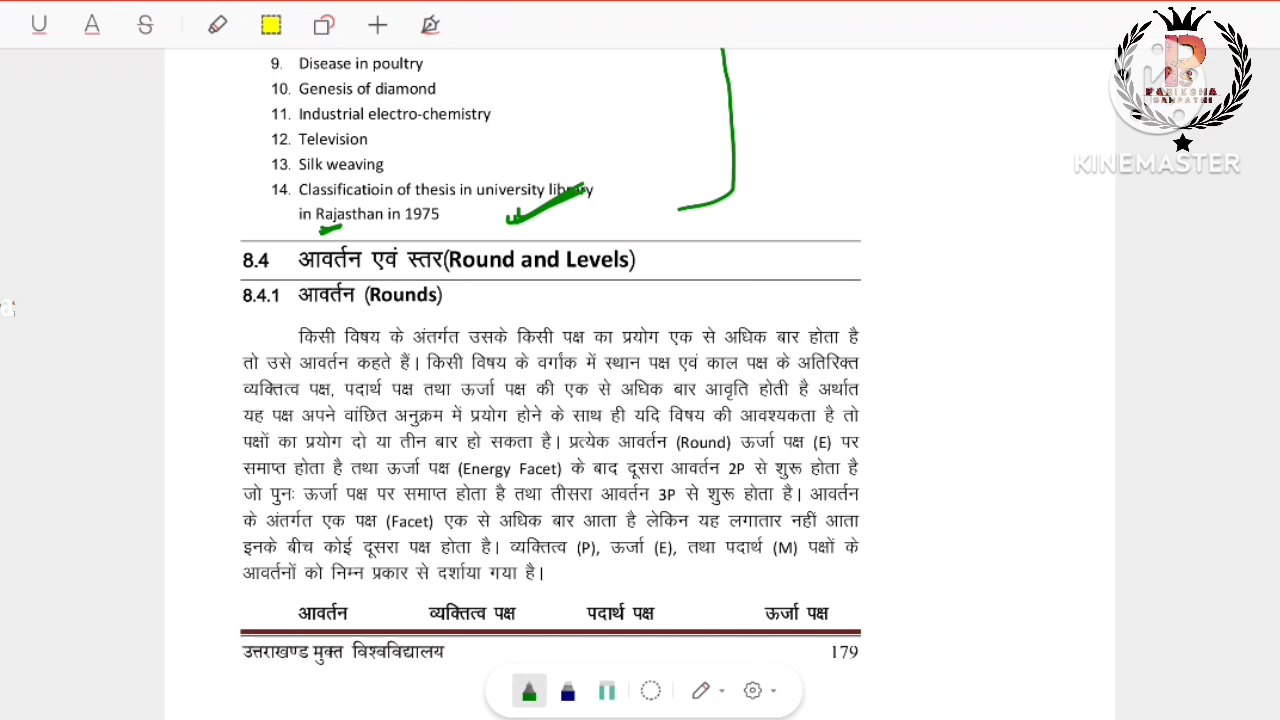 9. Disease in poultry
10. Genesis of diamond
11. Industrial electro-chemistry
12. Television
13. Silk weaving
14. Classificatioin of thesis in university library
in Rajasthan in 1975
8.4 आवर्तन एवं स्तर(Round and Levels)
8.4.1 आवर्तन (Rounds)
किसी विषय के अंतर्गत उसके किसी पक्ष का प्रयोग एक से अधिक बार होता है
तो उसे आवर्तन कहते हैं। किसी विषय के वर्गांक में स्थान पक्ष एवं काल पक्ष के अतिरिक्त
व्यक्तित्व पक्ष, पदार्थ पक्ष तथा ऊर्जा पक्ष की एक से अधिक बार आवृति होती है अर्थात
यह पक्ष अपने वांछित अनुक्रम में प्रयोग होने के साथ ही यदि विषय की आवश्यकता है तो
पक्षों का प्रयोग दो या तीन बार हो सकता है। प्रत्येक आवर्तन (Round) ऊर्जा पक्ष (E) पर
समाप्त होता है तथा ऊर्जा पक्ष (Energy Facet) के बाद दूसरा आवर्तन 2P से शुरू होता है
जो पुनः ऊर्जा पक्ष पर समाप्त होता है तथा तीसरा आवर्तन 3P से शुरू होता है। आवर्तन
के अंतर्गत एक पक्ष (Facet) एक से अधिक बार आता है लेकिन यह लगातार नहीं आता
इनके बीच कोई दूसरा पक्ष होता है। व्यक्तित्व (P), ऊर्जा (E), तथा पदार्थ (M) पक्षों के
आवर्तनों को निम्न प्रकार से दर्शाया गया है।
आवर्तन व्यक्तित्व पक्ष पदार्थ पक्ष ऊर्जा पक्ष
उत्तराखण्ड मुक्त विश्वविद्यालय 179
PARIKSHA
SARPATHI
KINEMASTER